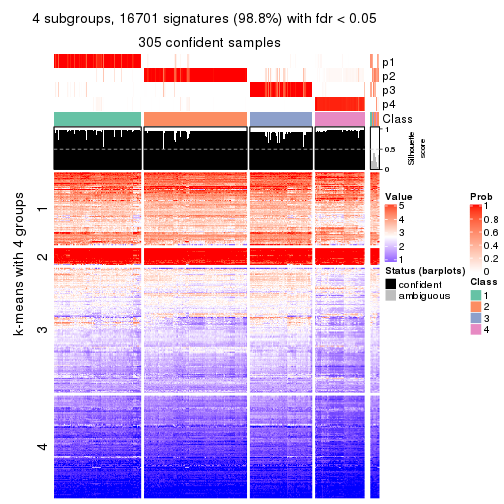 4 subgroups, 16701 signatures (98.8%) with fdr < 0.05
305 confident samples
p1
p2
p3
p4
Class
1
0.5
0
Silhouette
score
k-means with 4 groups
1
2
3
4
Value
5
4
3
2
1
Status (barplots)
confident
ambiguous
Prob
1
0.8
0.6
0.4
0.2
0
Class
1
2
3
4